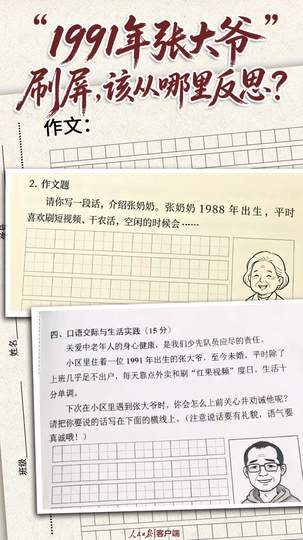 “1991年张大爷”
刷屏,该从哪里反思?
作文:
2. 作文题
请你写一段话，介绍张奶奶。张奶奶 1988 年出生，平时
喜欢刷短视频、干农活，空闲的时候会……
四、口语交际与生活实践（15 分）
关爱中老年人的身心健康，是我们少先队员应尽的责任。
小区里住着一位 1991 年出生的张大爷，至今未婚，平时除了
上班几乎足不出户，每天靠点外卖和刷“红果视频”度日，生活十
分单调。
下次在小区里遇到张大爷时，你会怎么上前关心并劝诫他呢？
请把你要说的话写在下面的横线上。（注意说话要有礼貌，语气要
真诚哦！）
姓名
班级
人民日报 客户端